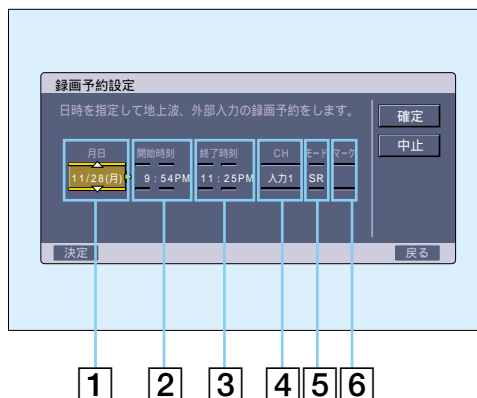 録画予約設定
日時を指定して地上波、外部入力の録画予約をします。
確定
中止
月日 開始時刻 終了時刻 CH モード マーク
11/28(月) 9:54PM 11:25PM 入力1 SR
決定 戻る
1 2 3 4 5 6